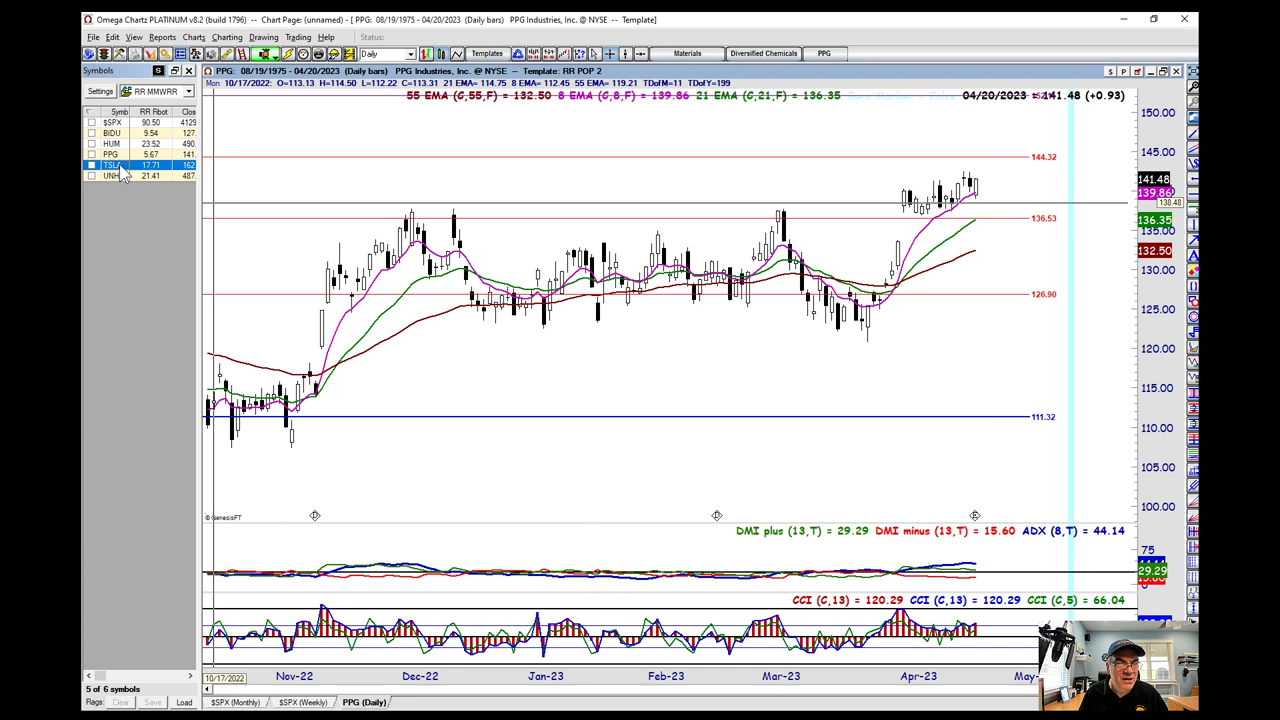 Omega Chartz PLATINUM v8.2 (build 1796) - Chart Page: (unnamed) - [ PPG: 08/19/1975 - 04/20/2023 (Daily bars) PPG Industries, Inc. @ NYSE - Template]
File Edit View Reports Charts Charting Drawing Trading Help
Daily Templates Materials Diversified Chemicals PPG
Symbols S
PPG: 08/19/1975 - 04/20/2023 (Daily bars) PPG Industries, Inc. @ NYSE - Template: RR POP 2 S P
Mon 10/17/2022: O=113.13 H=114.50 L=112.22 C=113.31 21 EMA = 114.75 8 EMA = 112.45 55 EMA = 119.21 TDofM=11 TDofY=199
Settings RR MMWRR
55 EMA (C,55,F) = 132.50 8 EMA (C,8,F) = 139.86 21 EMA (C,21,F) = 136.35 04/20/2023 = 141.48 (+0.93)
Symb RR Ribot Clos
$SPX 90.50 4129
BIDU 9.54 127.
HUM 23.52 490.
PPG 5.67 141.
TSLA 17.71 162
UNH 21.41 487.
150.00
145.00
144.32
141.48
139.86
138.48
136.53
136.35
135.00
132.50
130.00
126.90
125.00
120.00
115.00
111.32
110.00
105.00
100.00
© GenesisFT
D D E
DMI plus (13,T) = 29.29 DMI minus (13,T) = 15.60 ADX (8,T) = 44.14
75
29.29
CCI (C,13) = 120.29 CCI (C,13) = 120.29 CCI (C,5) = 66.04
10/17/2022 Nov-22 Dec-22 Jan-23 Feb-23 Mar-23 Apr-23 May-
5 of 6 symbols
Flags: Clear Save Load
$SPX (Monthly) $SPX (Weekly) PPG (Daily)